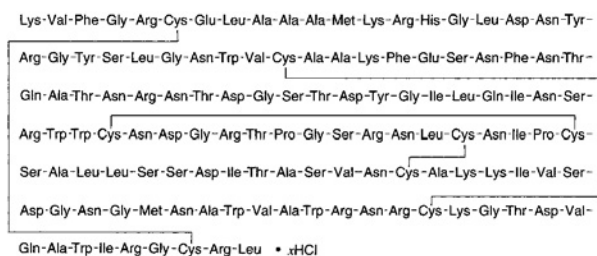 Lys-Val-Phe-Gly-Arg-Cys-Glu-Leu-Ala-Ala-Ala-Met-Lys-Arg-His-Gly-Leu-Asp-Asn-Tyr-
Arg-Gly-Tyr-Ser-Leu-Gly-Asn-Trp-Val-Cys-Ala-Ala-Lys-Phe-Glu-Ser-Asn-Phe-Asn-Thr-
Gln-Ala-Thr-Asn-Arg-Asn-Thr-Asp-Gly-Ser-Thr-Asp-Tyr-Gly-Ile-Leu-Gln-Ile-Asn-Ser-
Arg-Trp-Trp-Cys-Asn-Asp-Gly-Arg-Thr-Pro-Gly-Ser-Arg-Asn-Leu-Cys-Asn-Ile-Pro-Cys-
Ser-Ala-Leu-Leu-Ser-Ser-Asp-Ile-Thr-Ala-Ser-Val-Asn-Cys-Ala-Lys-Lys-Ile-Val-Ser-
Asp-Gly-Asn-Gly-Met-Asn-Ala-Trp-Val-Ala-Trp-Arg-Asn-Arg-Cys-Lys-Gly-Thr-Asp-Val-
Gln-Ala-Trp-Ile-Arg-Gly-Cys-Arg-Leu • xHCl